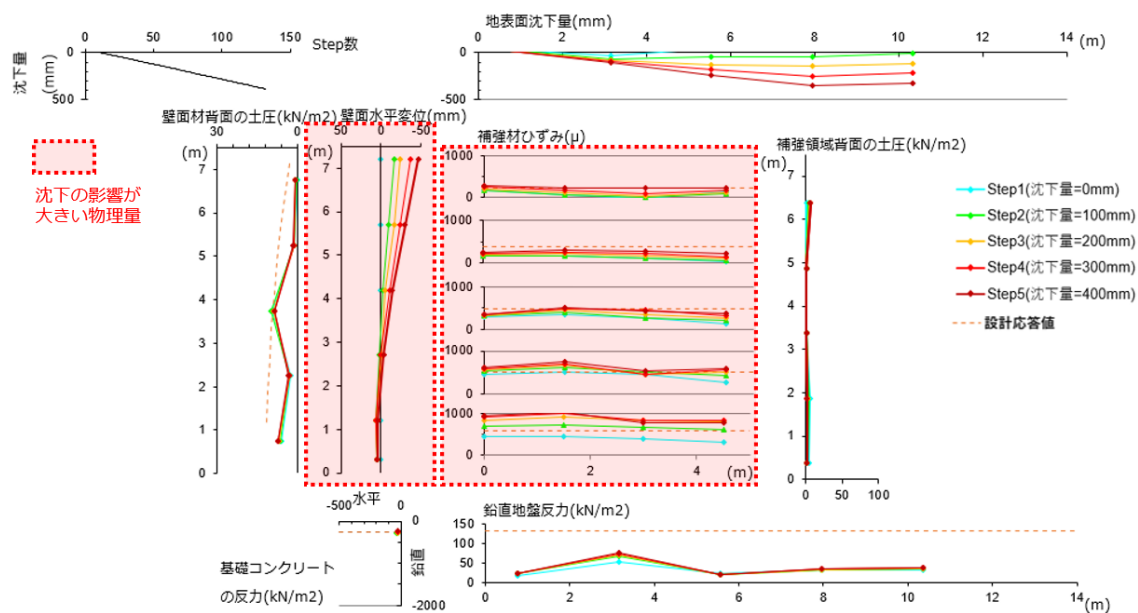 地表面沈下量(mm)
0 50 100 150 Step数
0 2 4 6 8 10 12 14 (m)
沈下量
(mm)
0
500
0
-500
壁面材背面の土圧(kN/m2)
30 0
(m)
7
6
5
4
3
2
1
0
壁面水平変位(mm)
50 0 -50
(m)
7
6
5
4
3
2
1
0
沈下の影響が
大きい物理量
補強材ひずみ(μ)
1000
0
1000
0
1000
0
1000
0
1000
0
0 2 4 (m)
補強領域背面の土圧(kN/m2)
(m)
7
6
5
4
3
2
1
0
0 50 100
Step1(沈下量=0mm)
Step2(沈下量=100mm)
Step3(沈下量=200mm)
Step4(沈下量=300mm)
Step5(沈下量=400mm)
設計応答値
水平
-500 0
0
鉛直
-2000
基礎コンクリート
の反力(kN/m2)
鉛直地盤反力(kN/m2)
150
100
50
0
0 2 4 6 8 10 12 14
(m)